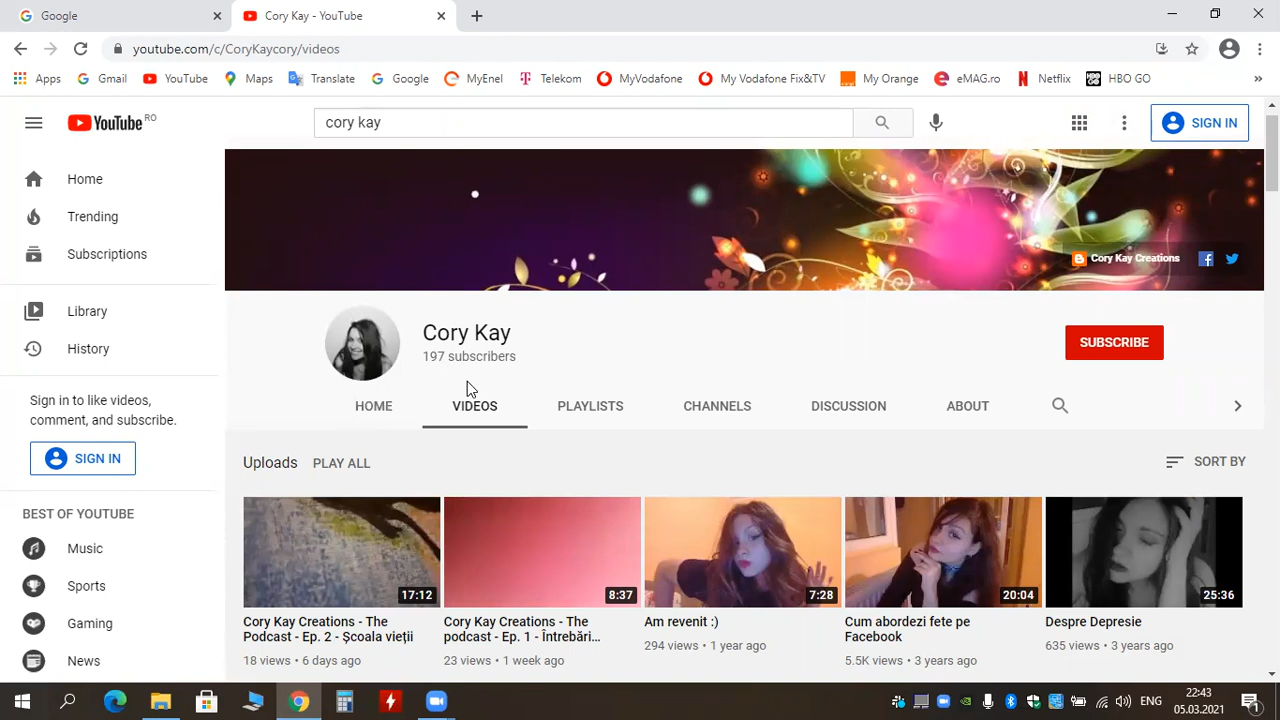 Google
Cory Kay - YouTube
youtube.com/c/CoryKaycory/videos
Apps
Gmail
YouTube
Maps
Translate
Google
MyEnel
Telekom
MyVodafone
My Vodafone Fix&TV
My Orange
eMAG.ro
Netflix
HBO GO
YouTube RO
cory kay
SIGN IN
Home
Trending
Subscriptions
Library
History
Sign in to like videos,
comment, and subscribe.
SIGN IN
BEST OF YOUTUBE
Music
Sports
Gaming
News
Cory Kay Creations
Cory Kay
197 subscribers
SUBSCRIBE
HOME
VIDEOS
PLAYLISTS
CHANNELS
DISCUSSION
ABOUT
Uploads
PLAY ALL
SORT BY
17:12
Cory Kay Creations - The
Podcast - Ep. 2 - Școala vieții
18 views • 6 days ago
8:37
Cory Kay Creations - The
podcast - Ep. 1 - Întrebări...
23 views • 1 week ago
7:28
Am revenit :)
294 views • 1 year ago
20:04
Cum abordezi fete pe
Facebook
5.5K views • 3 years ago
25:36
Despre Depresie
635 views • 3 years ago
ENG
22:43
05.03.2021
1